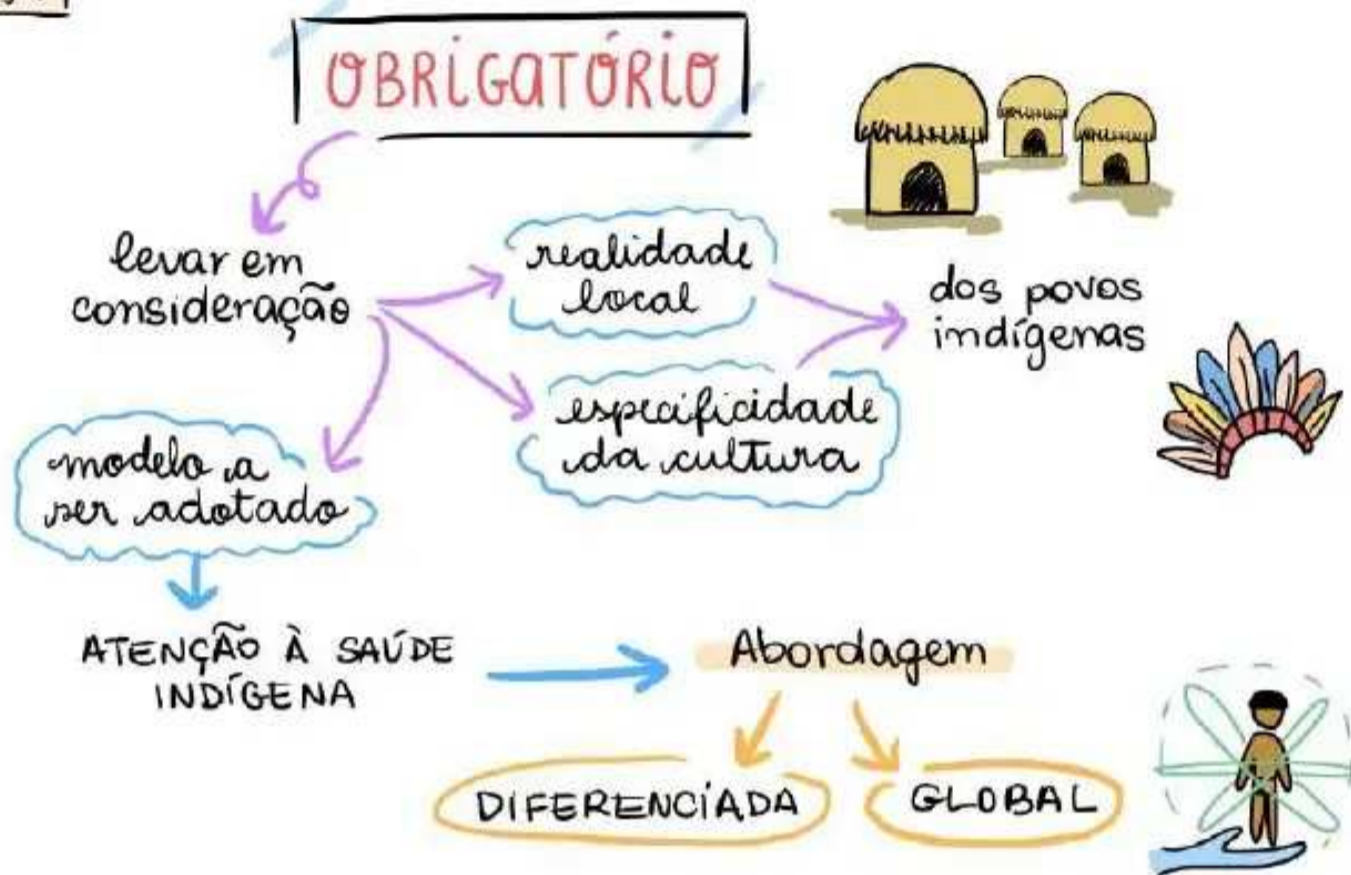 OBRIGATÓRIO
levar em
consideração
realidade
local
especificidade
da cultura
dos povos
indígenas
modelo a
ser adotado
ATENÇÃO À SAÚDE
INDÍGENA
Abordagem
DIFERENCIADA
GLOBAL